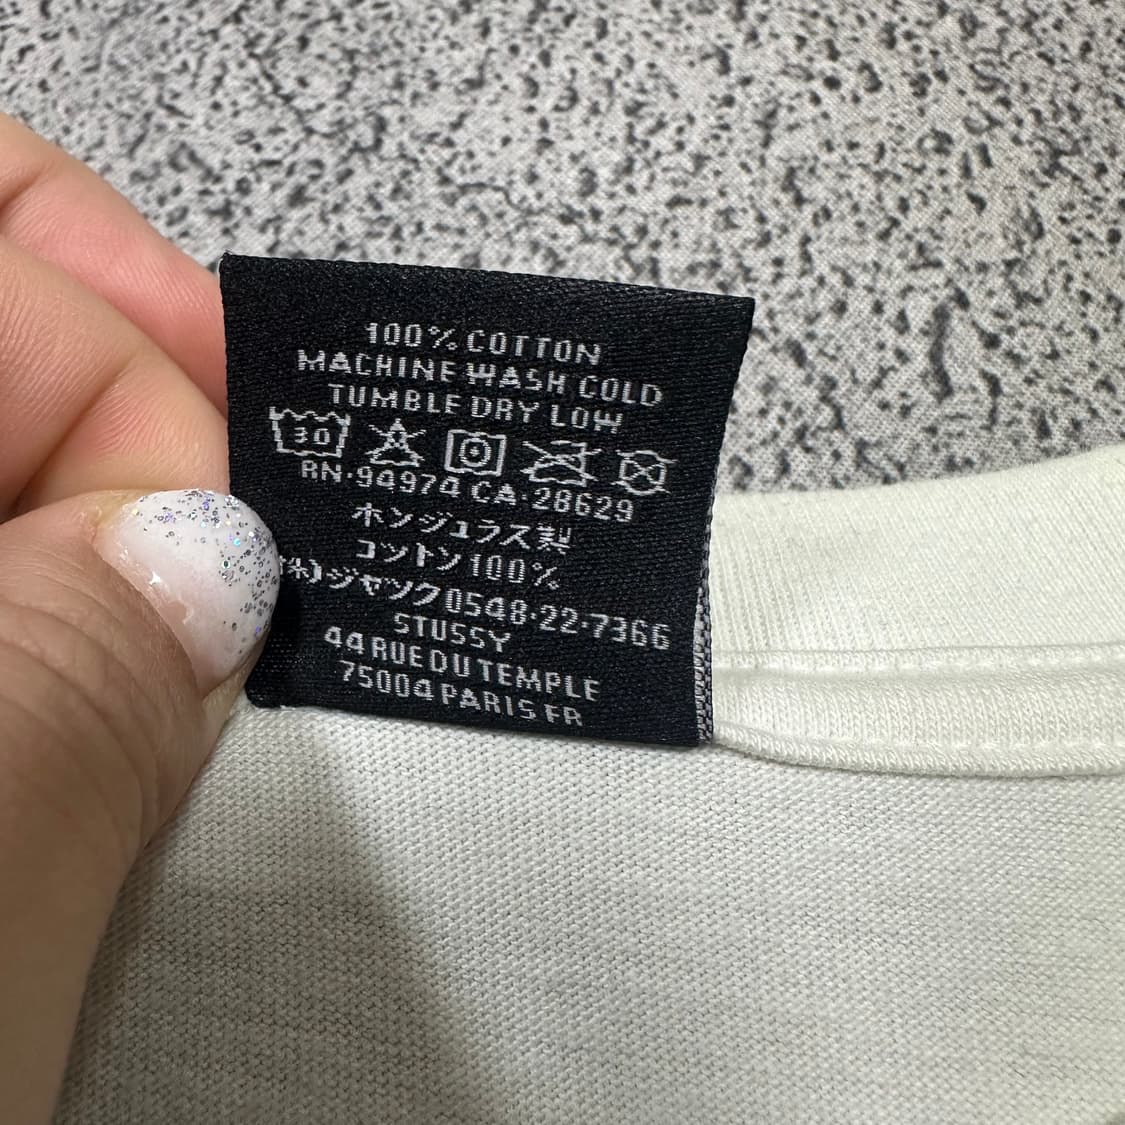 100% COTTON
MACHINE WASH COLD
TUMBLE DRY LOW
30
RN·94974 CA·28629
ホンジュラス製
コットン100%
(株)ジャック0548·22·7366
STUSSY
44 RUE DU TEMPLE
75004 PARIS FR